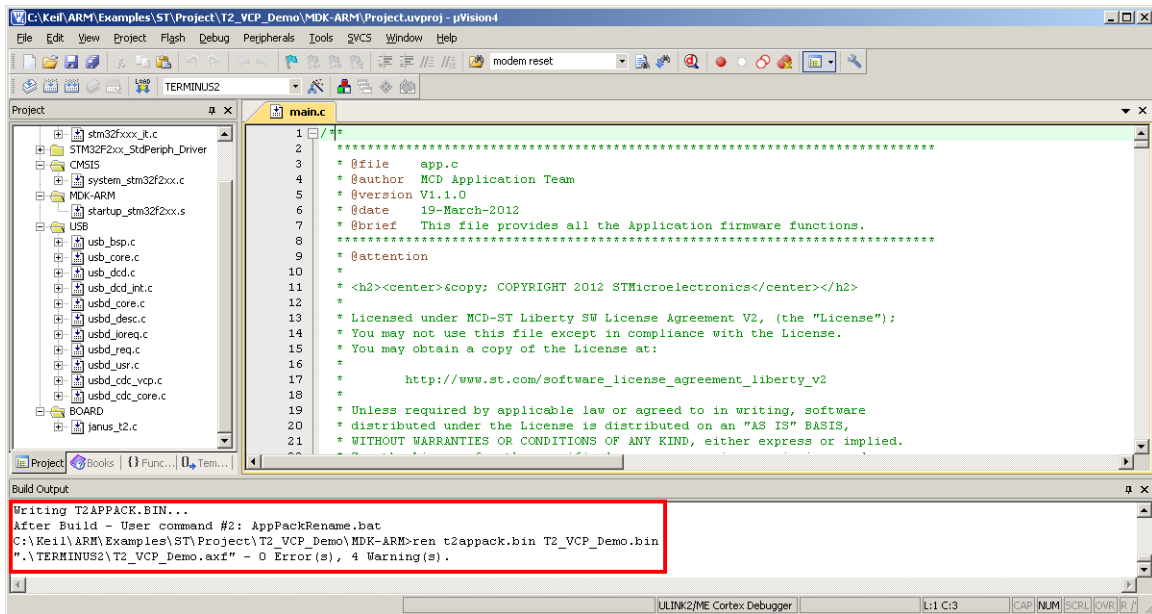 C:\Keil\ARM\Examples\ST\Project\T2_VCP_Demo\MDK-ARM\Project.uvproj - µVision4
File Edit View Project Flash Debug Peripherals Tools SVCS Window Help
modem reset
LOAD TERMINUS2
Project
main.c
stm32fxxx_it.c
STM32F2xx_StdPeriph_Driver
CMSIS
system_stm32f2xx.c
MDK-ARM
startup_stm32f2xx.s
USB
usb_bsp.c
usb_core.c
usb_dcd.c
usb_dcd_int.c
usbd_core.c
usbd_desc.c
usbd_ioreq.c
usbd_req.c
usbd_usr.c
usbd_cdc_vcp.c
usbd_cdc_core.c
BOARD
janus_t2.c
Project Books {} Func... Tem...
1 /**
2 ******************************************************************************
3 * @file app.c
4 * @author MCD Application Team
5 * @version V1.1.0
6 * @date 19-March-2012
7 * @brief This file provides all the Application firmware functions.
8 ******************************************************************************
9 * @attention
10 *
11 * <h2><center>&copy; COPYRIGHT 2012 STMicroelectronics</center></h2>
12 *
13 * Licensed under MCD-ST Liberty SW License Agreement V2, (the "License");
14 * You may not use this file except in compliance with the License.
15 * You may obtain a copy of the License at:
16 *
17 * http://www.st.com/software_license_agreement_liberty_v2
18 *
19 * Unless required by applicable law or agreed to in writing, software
20 * distributed under the License is distributed on an "AS IS" BASIS,
21 * WITHOUT WARRANTIES OR CONDITIONS OF ANY KIND, either express or implied.
Build Output
Writing T2APPACK.BIN...
After Build - User command #2: AppPackRename.bat
C:\Keil\ARM\Examples\ST\Project\T2_VCP_Demo\MDK-ARM>ren t2appack.bin T2_VCP_Demo.bin
".\TERMINUS2\T2_VCP_Demo.axf" - 0 Error(s), 4 Warning(s).
ULINK2/ME Cortex Debugger L:1 C:3 CAP NUM SCRL OVR R /